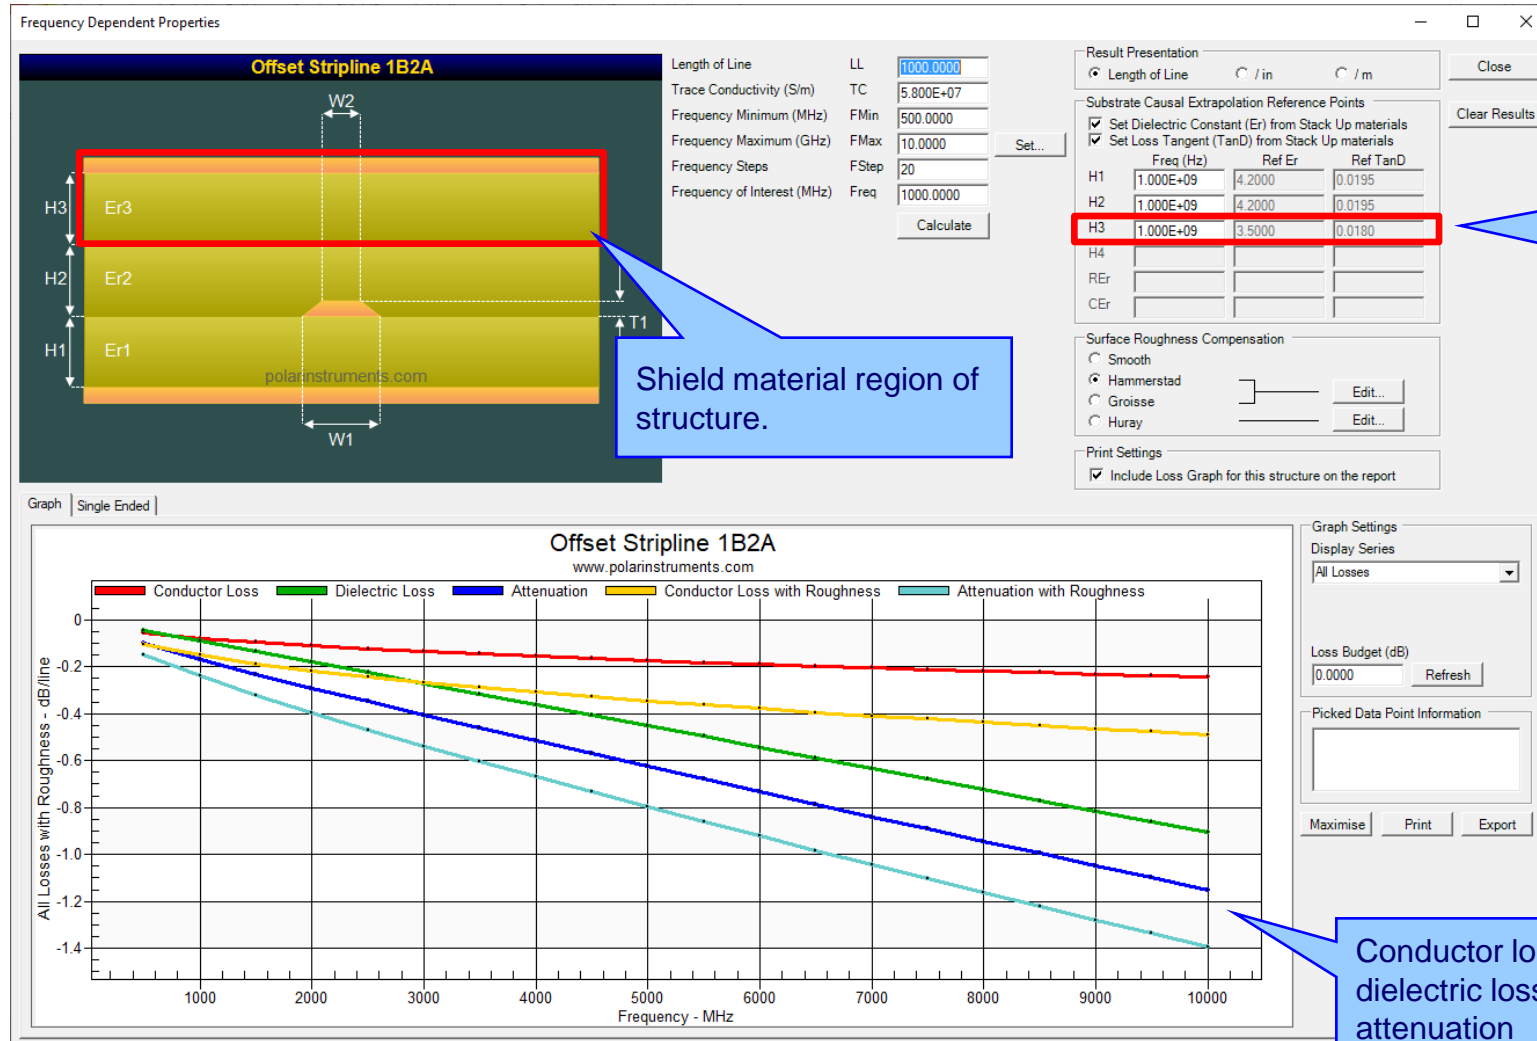 Frequency Dependent Properties
Offset Stripline 1B2A
W2
H3
Er3
H2
Er2
T1
H1
Er1
polarinstruments.com
W1
Length of Line LL 1000.0000
Trace Conductivity (S/m) TC 5.800E+07
Frequency Minimum (MHz) FMin 500.0000
Frequency Maximum (GHz) FMax 10.0000 Set...
Frequency Steps FStep 20
Frequency of Interest (MHz) Freq 1000.0000
Calculate
Result Presentation
Length of Line / in / m
Close
Clear Results
Substrate Causal Extrapolation Reference Points
Set Dielectric Constant (Er) from Stack Up materials
Set Loss Tangent (TanD) from Stack Up materials
Freq (Hz) Ref Er Ref TanD
H1 1.000E+09 4.2000 0.0195
H2 1.000E+09 4.2000 0.0195
H3 1.000E+09 3.5000 0.0180
H4
REr
CEr
Surface Roughness Compensation
Smooth
Hammerstad
Groisse
Edit...
Huray
Edit...
Print Settings
Include Loss Graph for this structure on the report
Shield material region of
structure.
Graph Single Ended
Offset Stripline 1B2A
www.polarinstruments.com
Conductor Loss Dielectric Loss Attenuation Conductor Loss with Roughness Attenuation with Roughness
All Losses with Roughness - dB/line
0
-0.2
-0.4
-0.6
-0.8
-1.0
-1.2
-1.4
1000 2000 3000 4000 5000 6000 7000 8000 9000 10000
Frequency - MHz
Graph Settings
Display Series
All Losses
Loss Budget (dB)
0.0000 Refresh
Picked Data Point Information
Maximise Print Export
Conductor lo
dielectric loss
attenuation